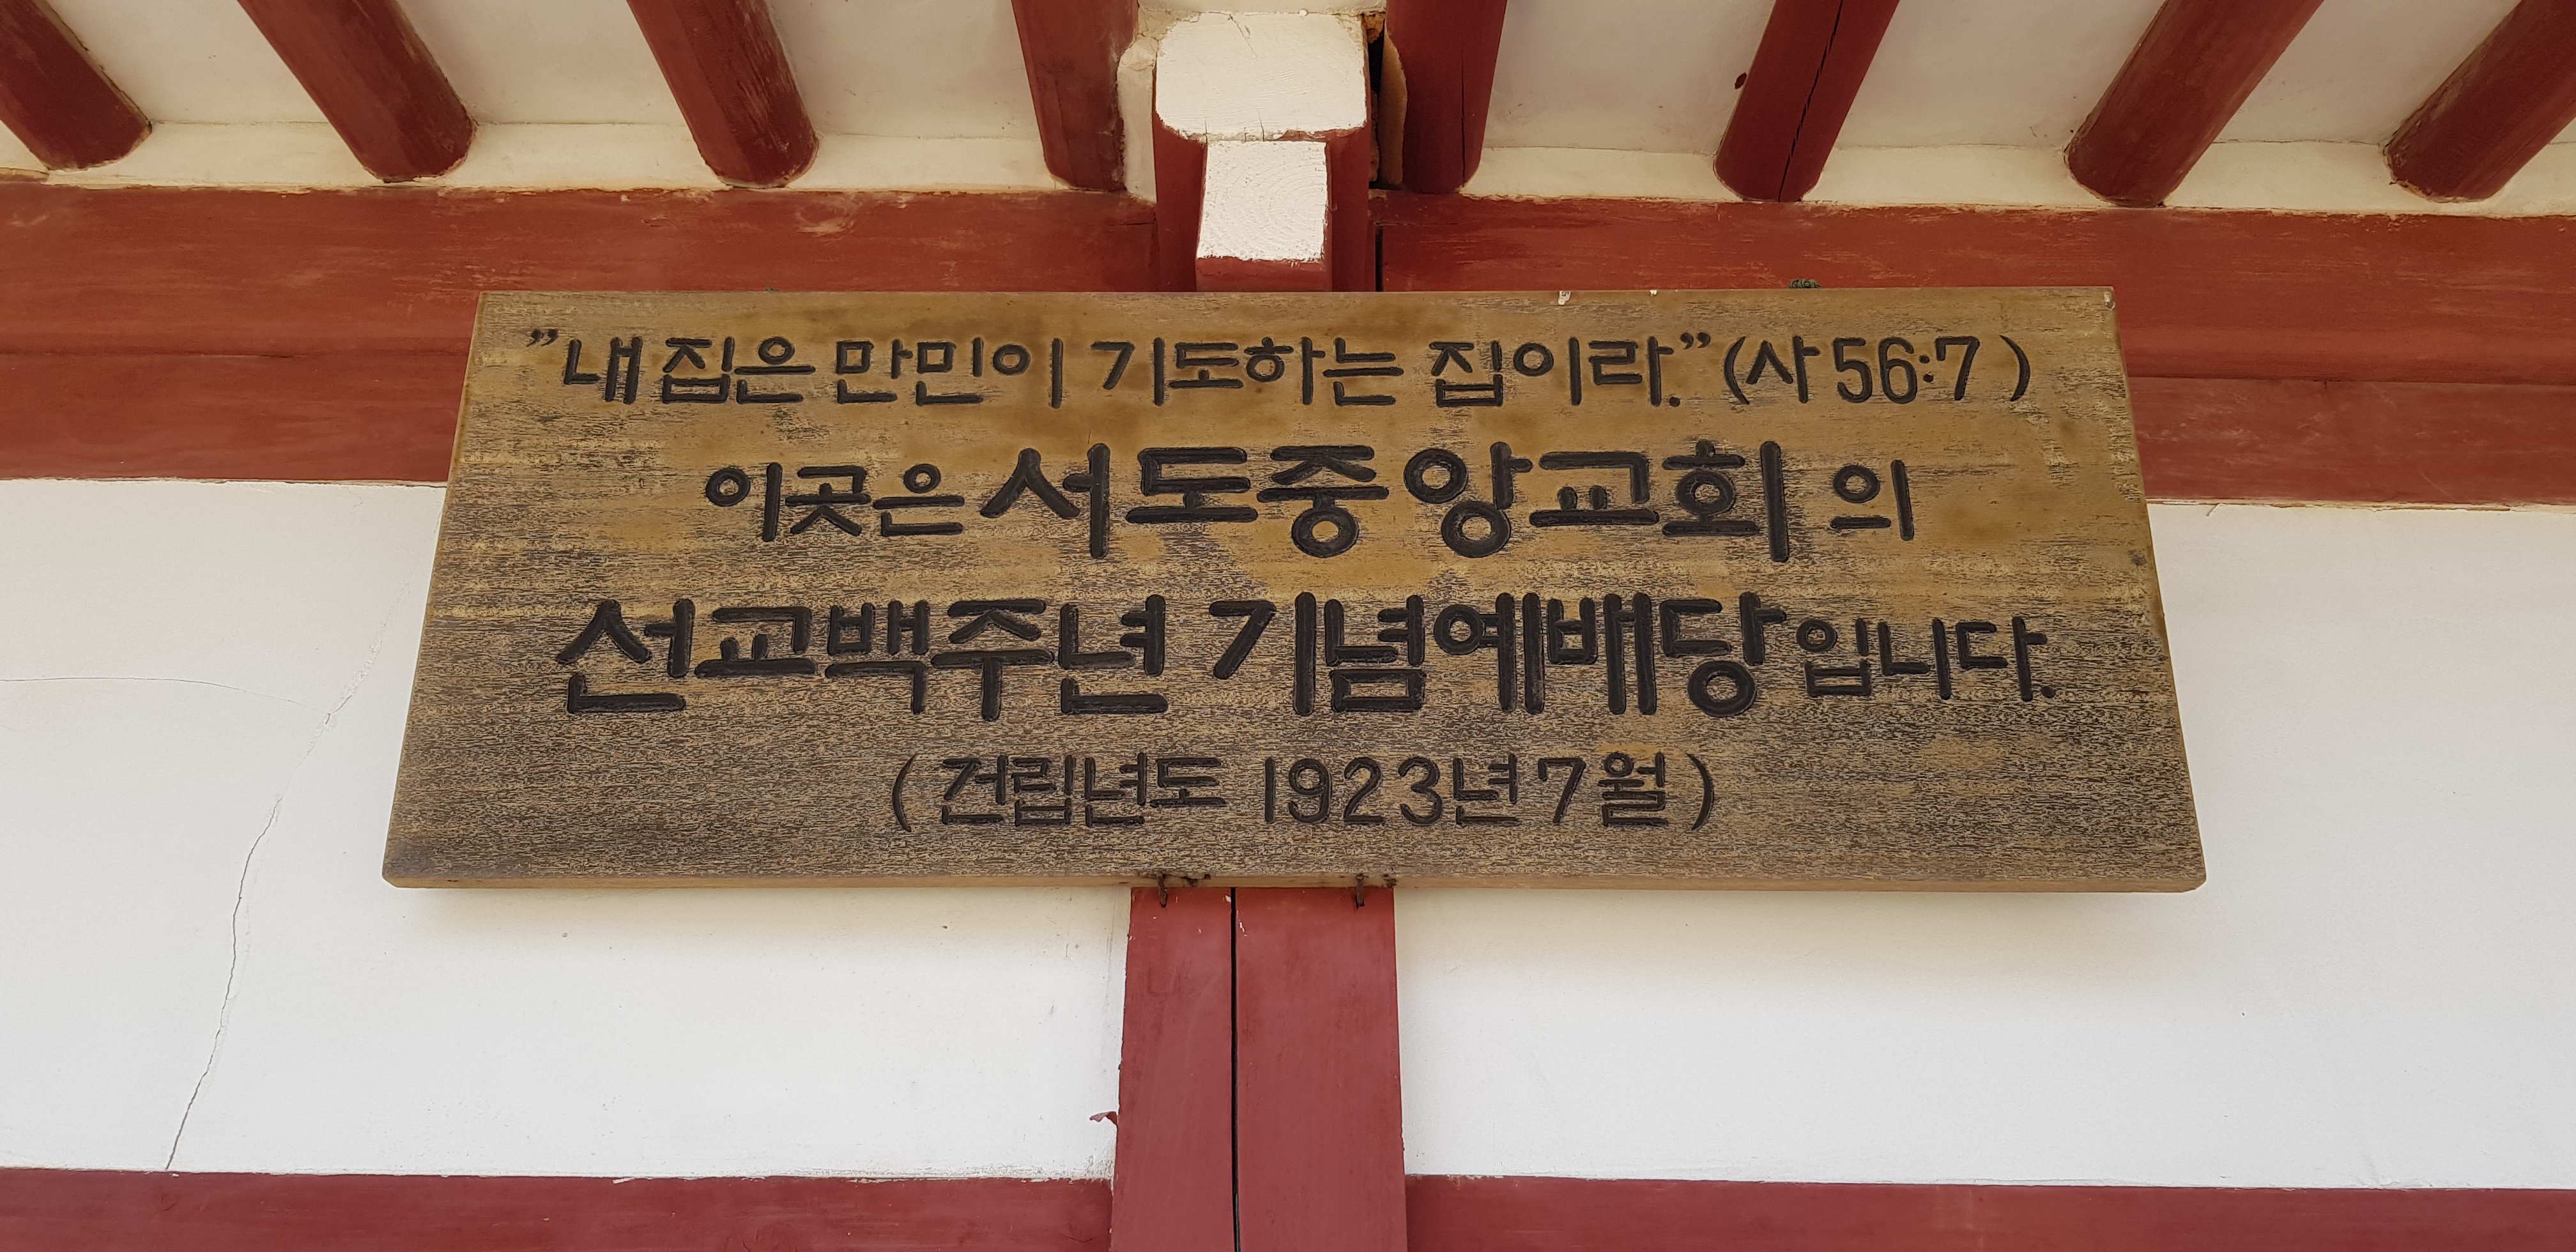 ”내 집은 만민이 기도하는 집이라.”(사 56:7)
이곳은 서도중앙교회의
선교백주년 기념예배당입니다.
(건립년도 1923년 7월)